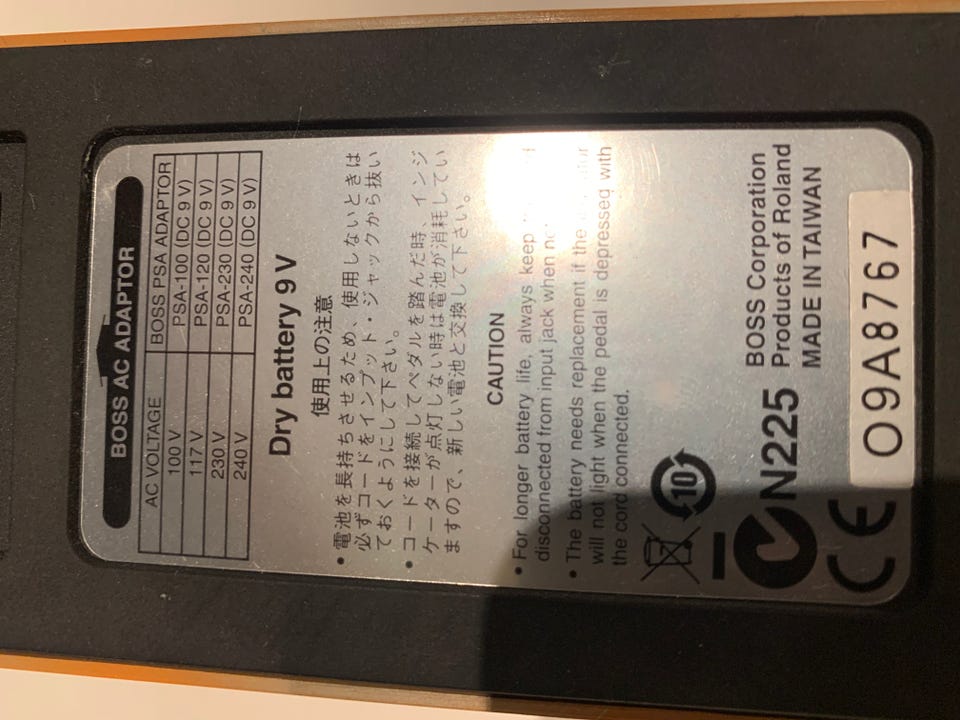 BOSS AC ADAPTOR
AC VOLTAGE BOSS PSA ADAPTOR
100 V PSA-100 (DC 9 V)
117 V PSA-120 (DC 9 V)
230 V PSA-230 (DC 9 V)
240 V PSA-240 (DC 9 V)
Dry battery 9 V
使用上の注意
• 電池を長持ちさせるため、使用しないときは
必ずコードをインプット・ジャックから抜い
ておくようにして下さい。
• コードを接続してペダルを踏んだ時、インジ
ケーターが点灯しない時は電池が消耗してい
ますので、新しい電池と交換して下さい。
CAUTION
• For longer battery life, always keep
disconnected from input jack when
• The battery needs replacement if the
will not light when the pedal is depressed with
the cord connected.
10
N225
BOSS Corporation
Products of Roland
MADE IN TAIWAN
CE
O9A8767